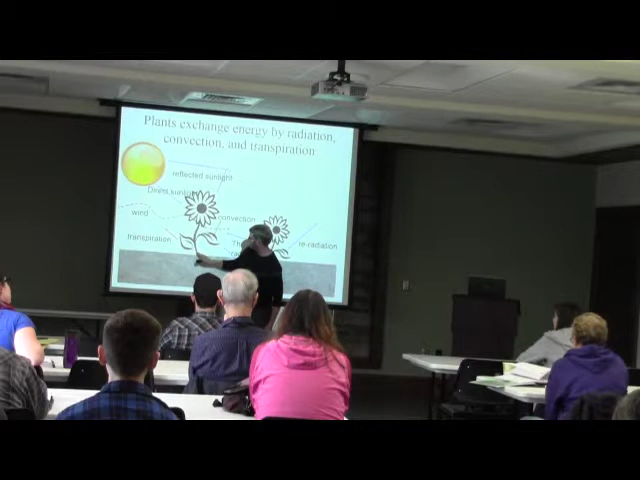 Plants exchange energy by radiation,
convection, and transpiration
reflected sunlight
Direct sunlight
wind
convection
transpiration
re-radiation